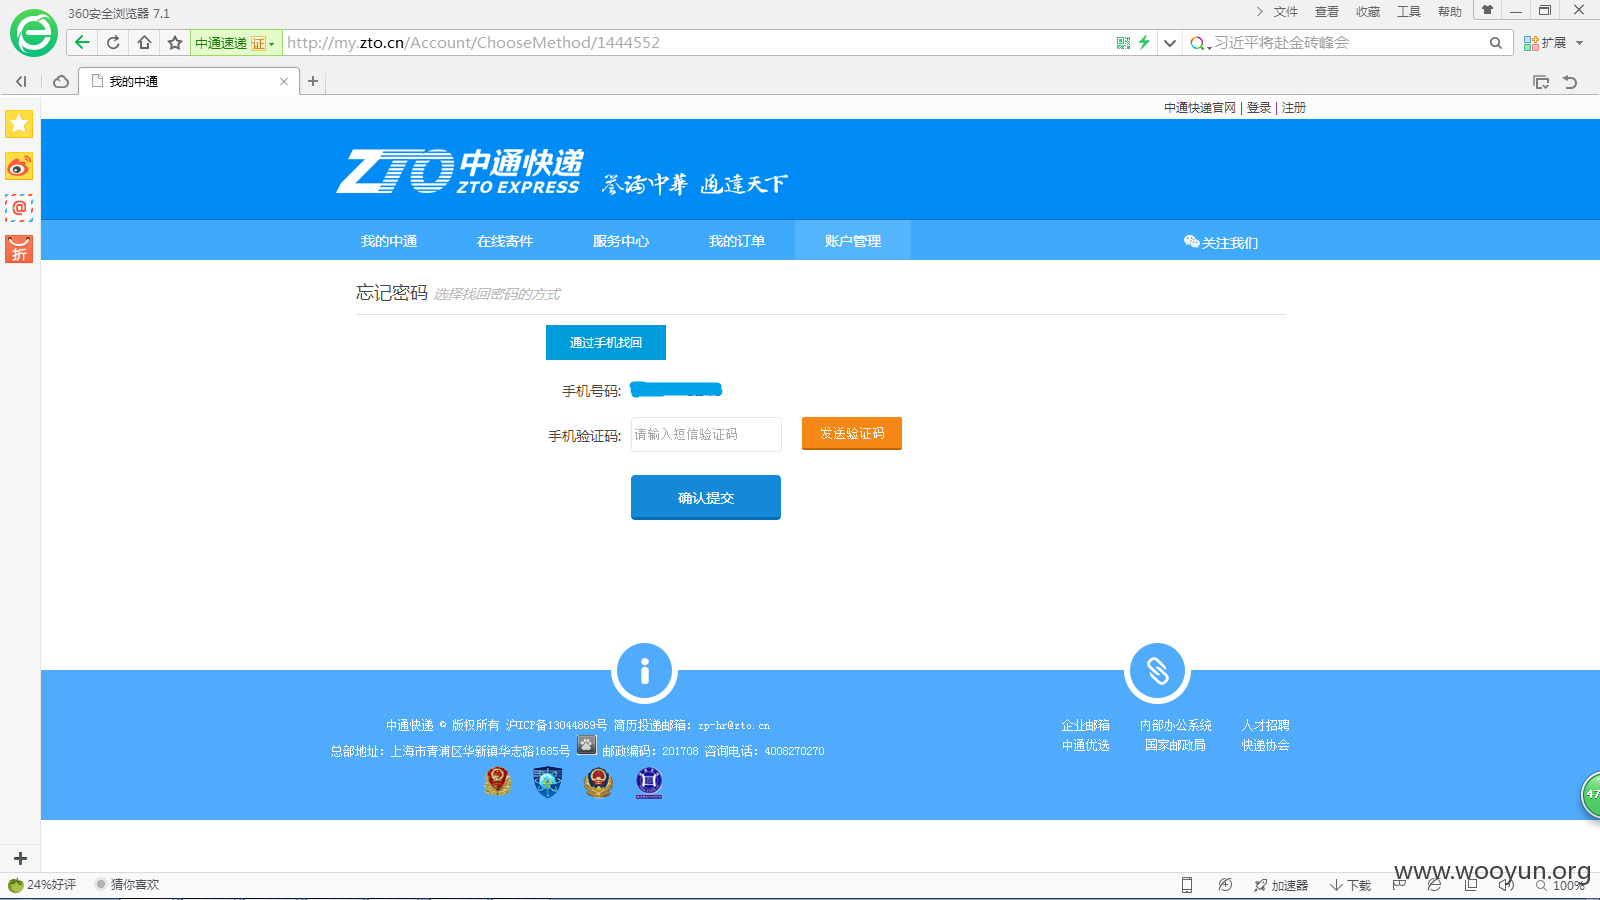 360安全浏览器 7.1
文件 查看 收藏 工具 帮助
中通速递 证 http://my.zto.cn/Account/ChooseMethod/1444552
习近平将赴金砖峰会
扩展
我的中通
中通快递官网 | 登录 | 注册
ZTO 中通快递
ZTO EXPRESS
誉满中华 通达天下
我的中通 在线寄件 服务中心 我的订单 账户管理 关注我们
忘记密码 选择找回密码的方式
通过手机找回
手机号码:
手机验证码: 请输入短信验证码 发送验证码
确认提交
中通快递 © 版权所有 沪ICP备13044869号 简历投递邮箱: zp-hr@zto.cn
总部地址: 上海市青浦区华新镇华志路1685号 邮政编码: 201708 咨询电话: 4008270270
企业邮箱 内部办公系统 人才招聘
中通优选 国家邮政局 快递协会
@
折
47
24%好评 猜你喜欢
加速器 下载 100%
www.wooyun.org